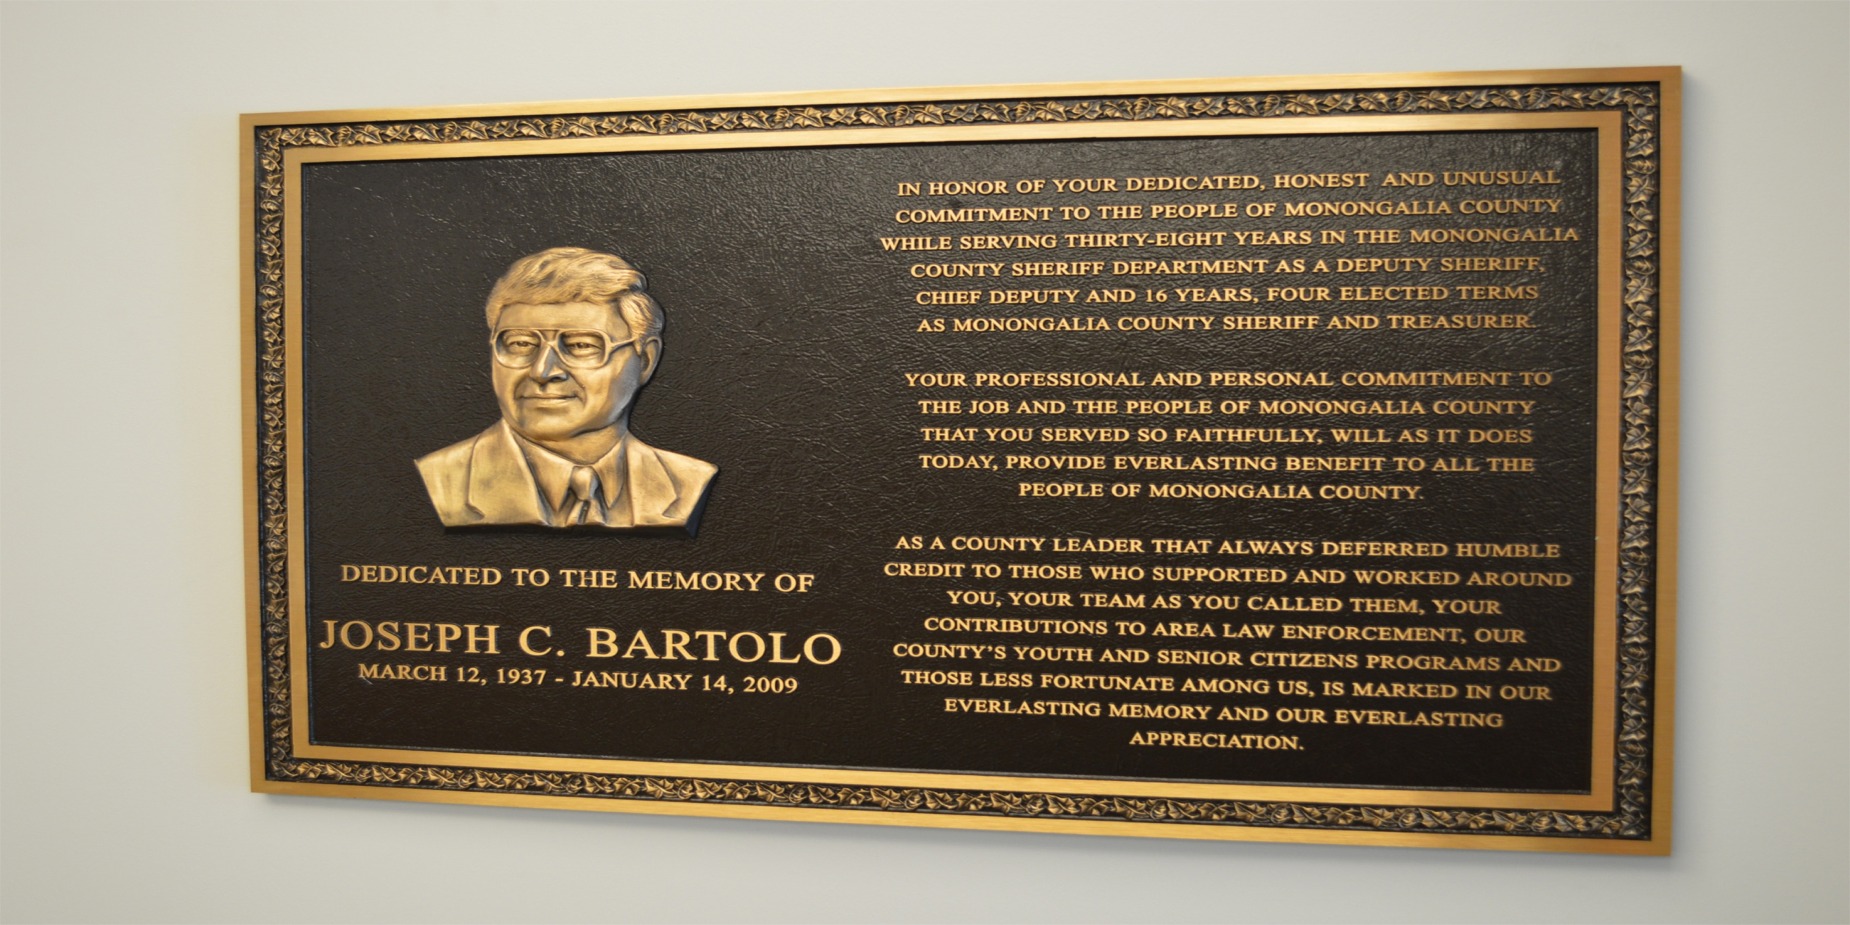 DEDICATED TO THE MEMORY OF
JOSEPH C. BARTOLO
MARCH 12, 1937 - JANUARY 14, 2009
IN HONOR OF YOUR DEDICATED, HONEST AND UNUSUAL
COMMITMENT TO THE PEOPLE OF MONONGALIA COUNTY
WHILE SERVING THIRTY-EIGHT YEARS IN THE MONONGALIA
COUNTY SHERIFF DEPARTMENT AS A DEPUTY SHERIFF,
CHIEF DEPUTY AND 16 YEARS, FOUR ELECTED TERMS
AS MONONGALIA COUNTY SHERIFF AND TREASURER.
YOUR PROFESSIONAL AND PERSONAL COMMITMENT TO
THE JOB AND THE PEOPLE OF MONONGALIA COUNTY
THAT YOU SERVED SO FAITHFULLY, WILL AS IT DOES
TODAY, PROVIDE EVERLASTING BENEFIT TO ALL THE
PEOPLE OF MONONGALIA COUNTY.
AS A COUNTY LEADER THAT ALWAYS DEFERRED HUMBLE
CREDIT TO THOSE WHO SUPPORTED AND WORKED AROUND
YOU, YOUR TEAM AS YOU CALLED THEM, YOUR
CONTRIBUTIONS TO AREA LAW ENFORCEMENT, OUR
COUNTY'S YOUTH AND SENIOR CITIZENS PROGRAMS AND
THOSE LESS FORTUNATE AMONG US, IS MARKED IN OUR
EVERLASTING MEMORY AND OUR EVERLASTING
APPRECIATION.